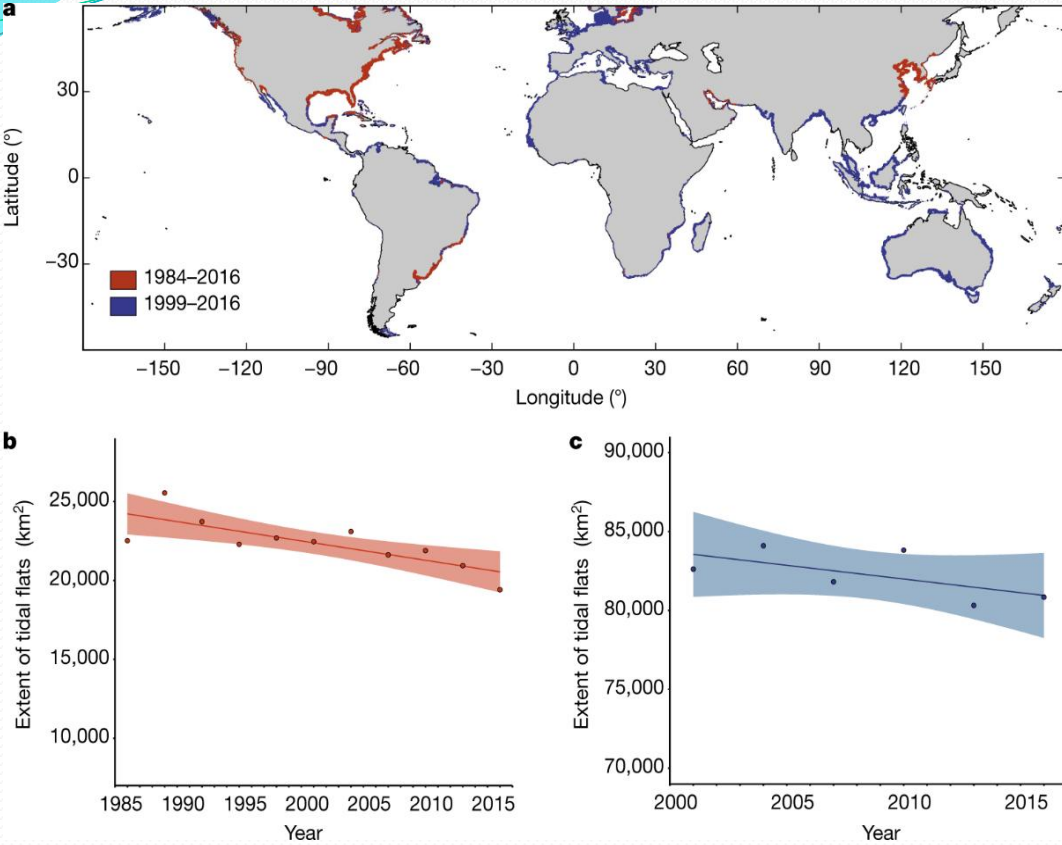 a
Latitude (°)
30
0
−30
1984–2016
1999–2016
−150 −120 −90 −60 −30 0 30 60 90 120 150
Longitude (°)
b
Extent of tidal flats (km²)
25,000
20,000
15,000
10,000
1985 1990 1995 2000 2005 2010 2015
Year
c
Extent of tidal flats (km²)
90,000
85,000
80,000
75,000
70,000
2000 2005 2010 2015
Year